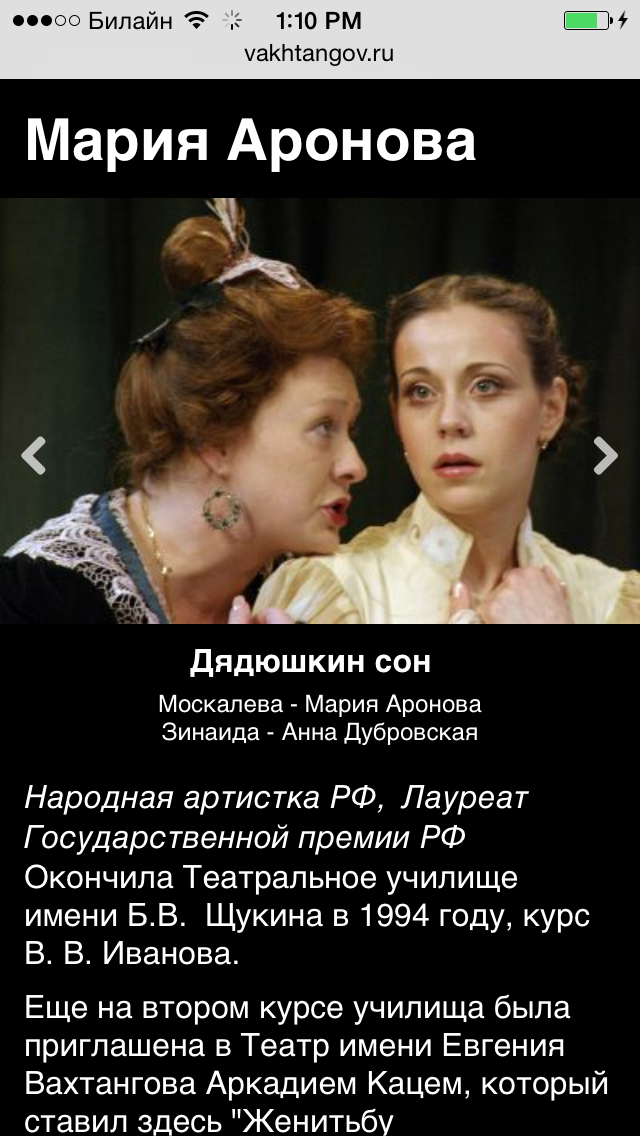 Билайн 1:10 PM
vakhtangov.ru
Мария Аронова
Дядюшкин сон
Москалева - Мария Аронова
Зинаида - Анна Дубровская
Народная артистка РФ, Лауреат
Государственной премии РФ
Окончила Театральное училище
имени Б.В. Щукина в 1994 году, курс
В. В. Иванова.
Еще на втором курсе училища была
приглашена в Театр имени Евгения
Вахтангова Аркадием Кацем, который
ставил здесь "Женитьбу